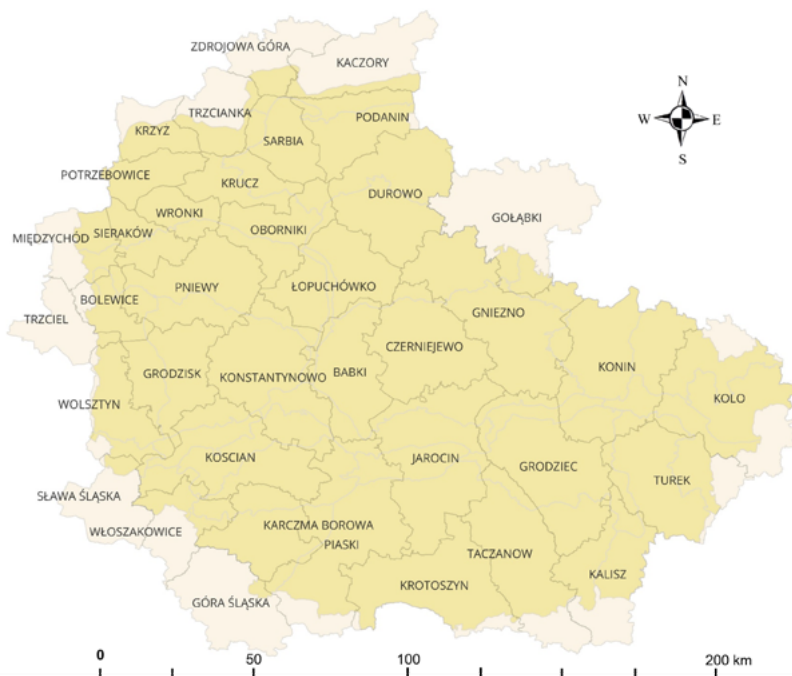 ZDROJOWA GÓRA
KACZORY
N
TRZCIANKA
W E
PODANIN
KRZYZ
SARBIA
S
POTRZEBOWICE
KRUCZ
DUROWO
WRONKI
GOŁĄBKI
OBORNIKI
SIERAKÓW
MIĘDZYCHÓD
PNIEWY
ŁOPUCHÓWKO
BOLEWICE
GNIEZNO
TRZCIEL
CZERNIEJEWO
KONIN
GRODZISK
KONSTANTYNOWO
BABKI
KOLO
WOLSZTYN
KOSCIAN
JAROCIN
GRODZIEC
TUREK
SŁAWA ŚLĄSKA
KARCZMA BOROWA
WŁOSZAKOWICE
PIASKI
TACZANOW
KALISZ
KROTOSZYN
GÓRA ŚLĄSKA
0 50 100 200 km